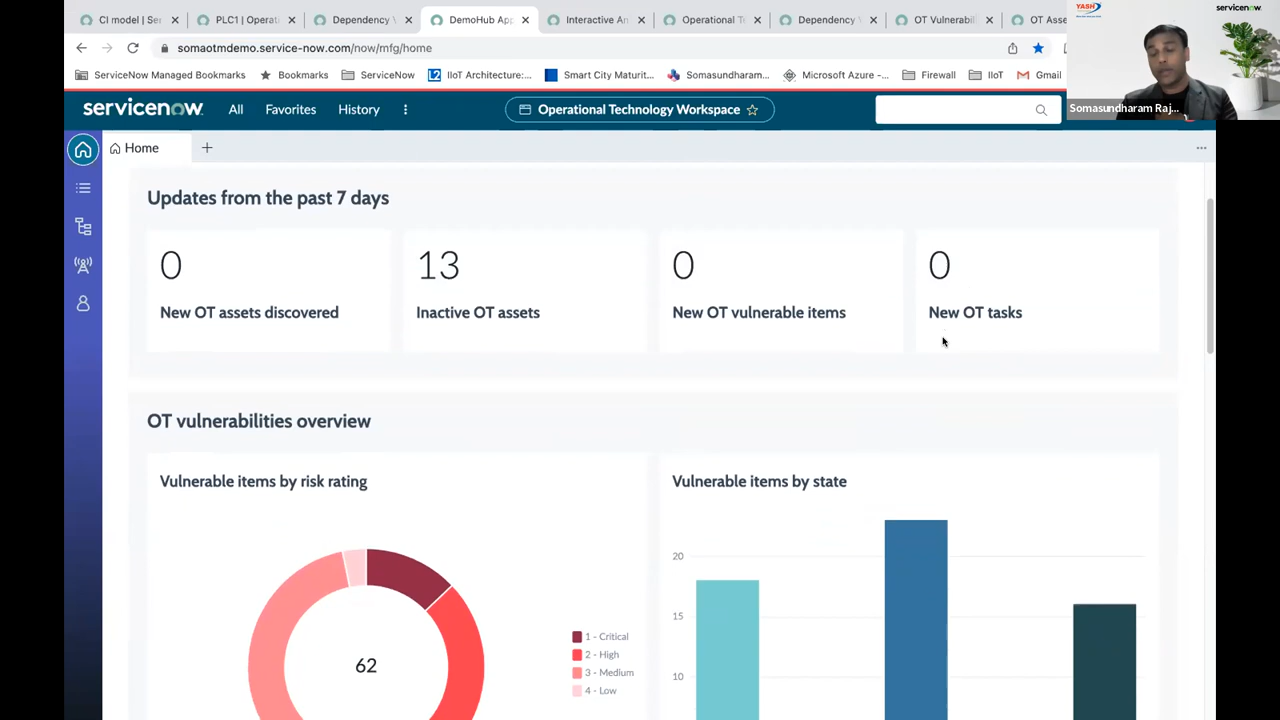 CI model | Se
PLC1 | Operat
Dependency V
DemoHub App
Interactive An
Operational Te
Dependency V
OT Vulnerabili
OT Asse
YASH
servicenow
somaotmdemo.service-now.com/now/mfg/home
ServiceNow Managed Bookmarks
Bookmarks
ServiceNow
L2 IIoT Architecture:...
Smart City Maturit...
Somasundharam...
Microsoft Azure -...
Firewall
IIoT
Gmail
Somasundharam Raj...
servicenow
All
Favorites
History
Operational Technology Workspace
Home
Updates from the past 7 days
0
New OT assets discovered
13
Inactive OT assets
0
New OT vulnerable items
0
New OT tasks
OT vulnerabilities overview
Vulnerable items by risk rating
62
1 - Critical
2 - High
3 - Medium
4 - Low
Vulnerable items by state
20
15
10